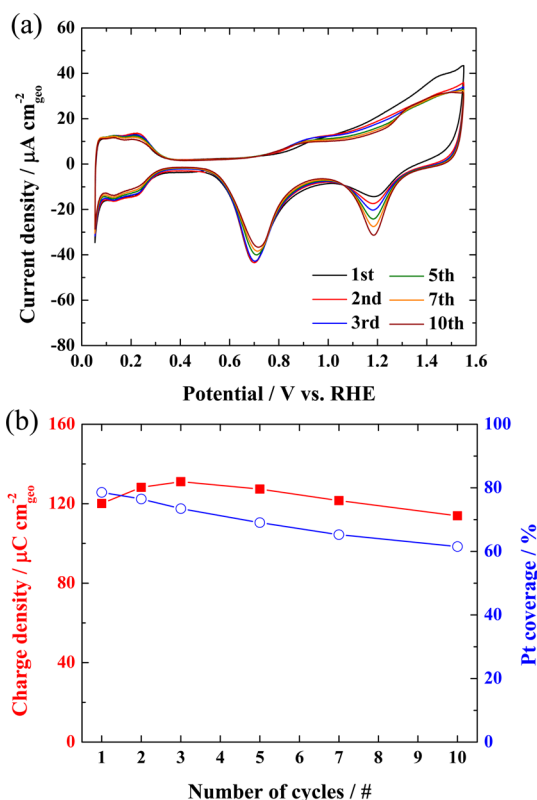 (a)
60
40
20
0
-20
-40
-60
-80
Current density / μA cm⁻²geo
1st 5th
2nd 7th
3rd 10th
0.0 0.2 0.4 0.6 0.8 1.0 1.2 1.4 1.6
Potential / V vs. RHE
(b)
160
120
80
40
0
Charge density / μC cm⁻²geo
100
80
60
40
20
0
Pt coverage / %
1 2 3 4 5 6 7 8 9 10
Number of cycles / #